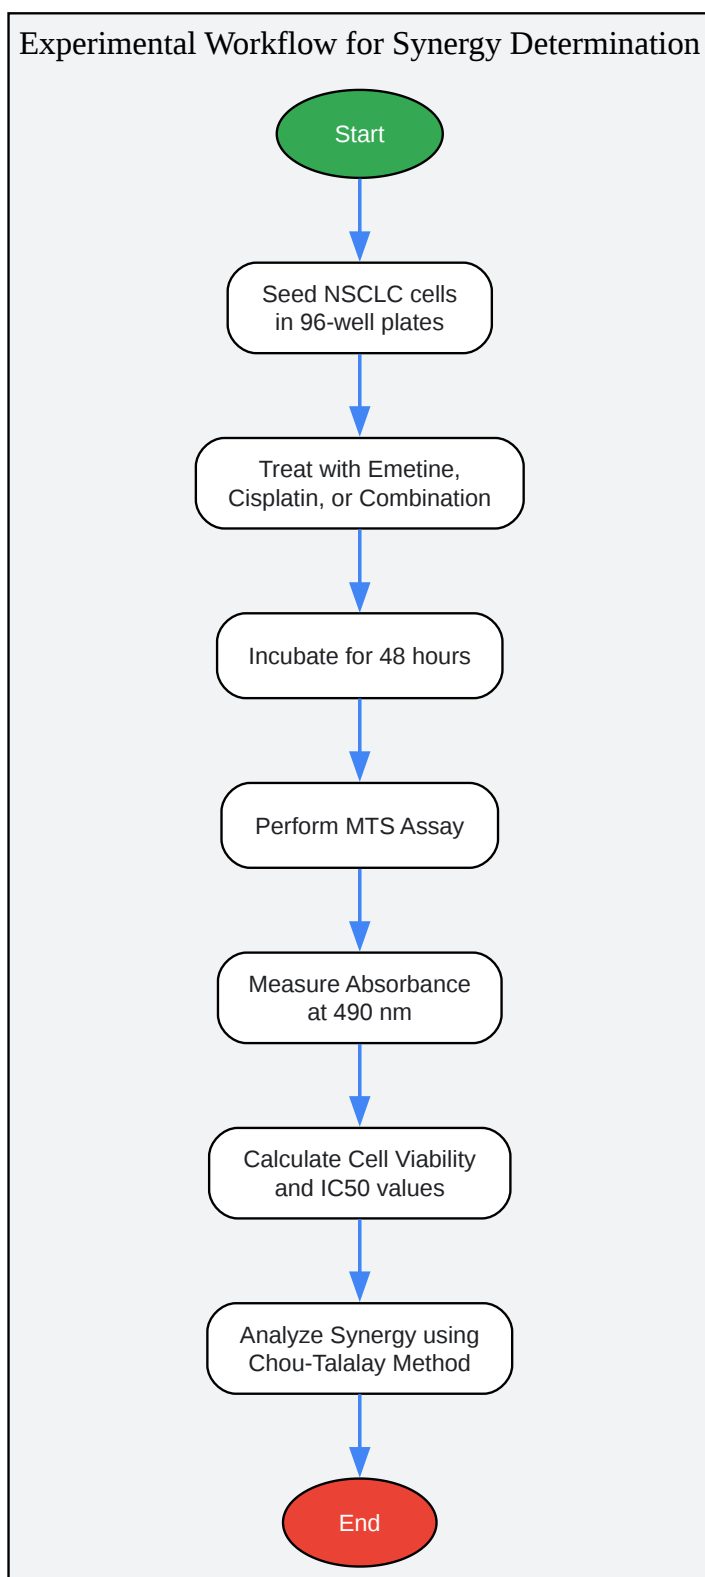 Experimental Workflow for Synergy Determination
Start
Seed NSCLC cells
in 96-well plates
Treat with Emetine,
Cisplatin, or Combination
Incubate for 48 hours
Perform MTS Assay
Measure Absorbance
at 490 nm
Calculate Cell Viability
and IC50 values
Analyze Synergy using
Chou-Talalay Method
End